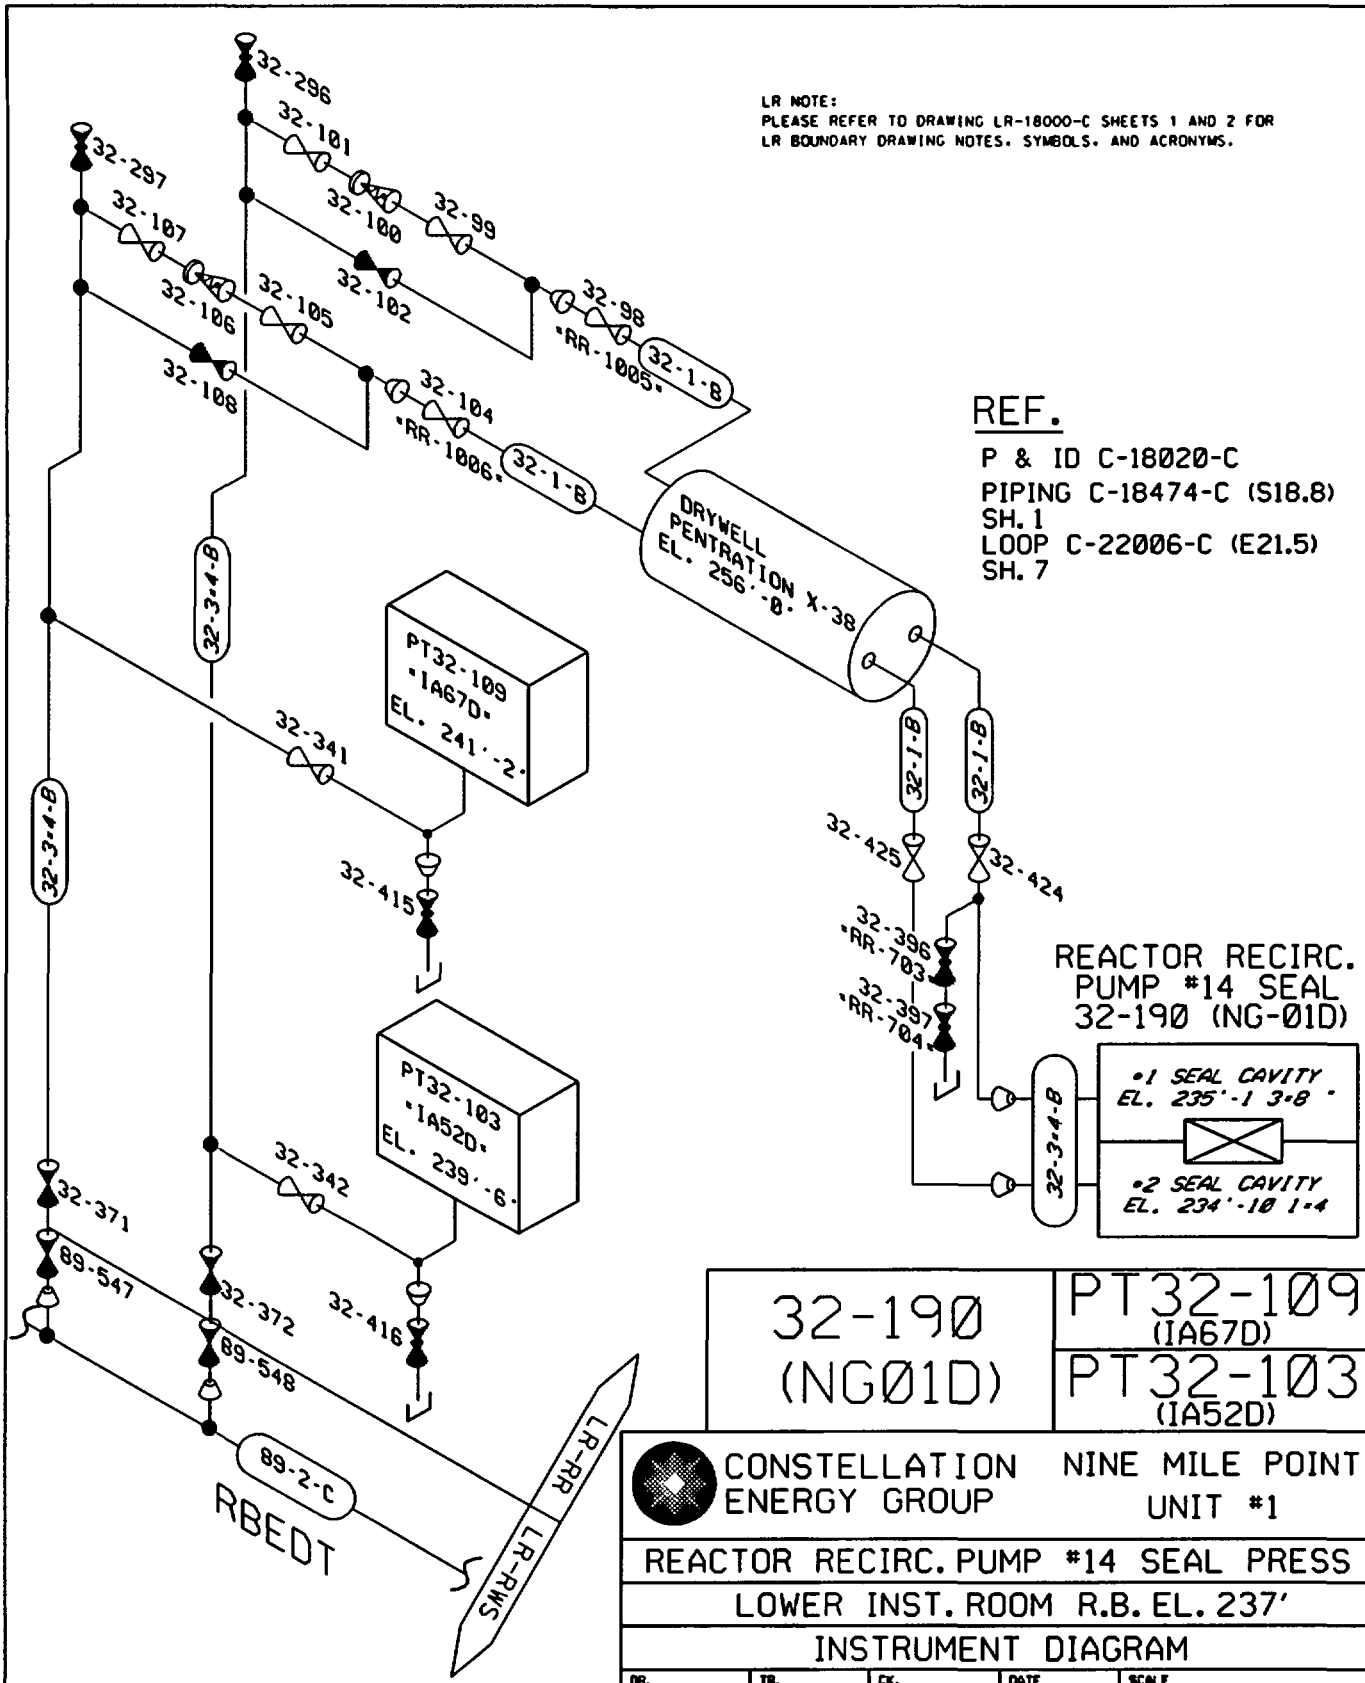 32-296
32-101
LR NOTE:
PLEASE REFER TO DRAWING LR-18000-C SHEETS 1 AND 2 FOR
LR BOUNDARY DRAWING NOTES. SYMBOLS. AND ACRONYMS.
32-297
32-107
32-100
32-99
32-102
32-106
32-105
32-98
"RR-1005"
32-1-B
32-108
32-104
"RR-1006"
32-1-B
REF.
P & ID C-18020-C
PIPING C-18474-C (S18.8)
SH. 1
LOOP C-22006-C (E21.5)
SH. 7
DRYWELL
PENTRATION X-38
EL. 256'-0"
32-3"4-B
PT32-109
"IA67D"
EL. 241'-2"
32-341
32-3"4-B
32-1-B
32-1-B
32-425
32-424
32-415
32-396
"RR-703"
32-397
"RR-704"
REACTOR RECIRC.
PUMP #14 SEAL
32-190 (NG-01D)
PT32-103
"IA52D"
EL. 239'-6"
32-3"4-B
"1 SEAL CAVITY
EL. 235'-1 3"8 "
"2 SEAL CAVITY
EL. 234'-10 1"4
32-342
32-371
89-547
32-372
89-548
32-416
89-2-C
RBEDT
LR-RR
LR-RWS
32-190
(NG01D)
PT32-109
(IA67D)
PT32-103
(IA52D)
CONSTELLATION
ENERGY GROUP
NINE MILE POINT
UNIT #1
REACTOR RECIRC. PUMP #14 SEAL PRESS
LOWER INST. ROOM R.B. EL. 237'
INSTRUMENT DIAGRAM
DR.
TR.
CK.
DATE
SCALE